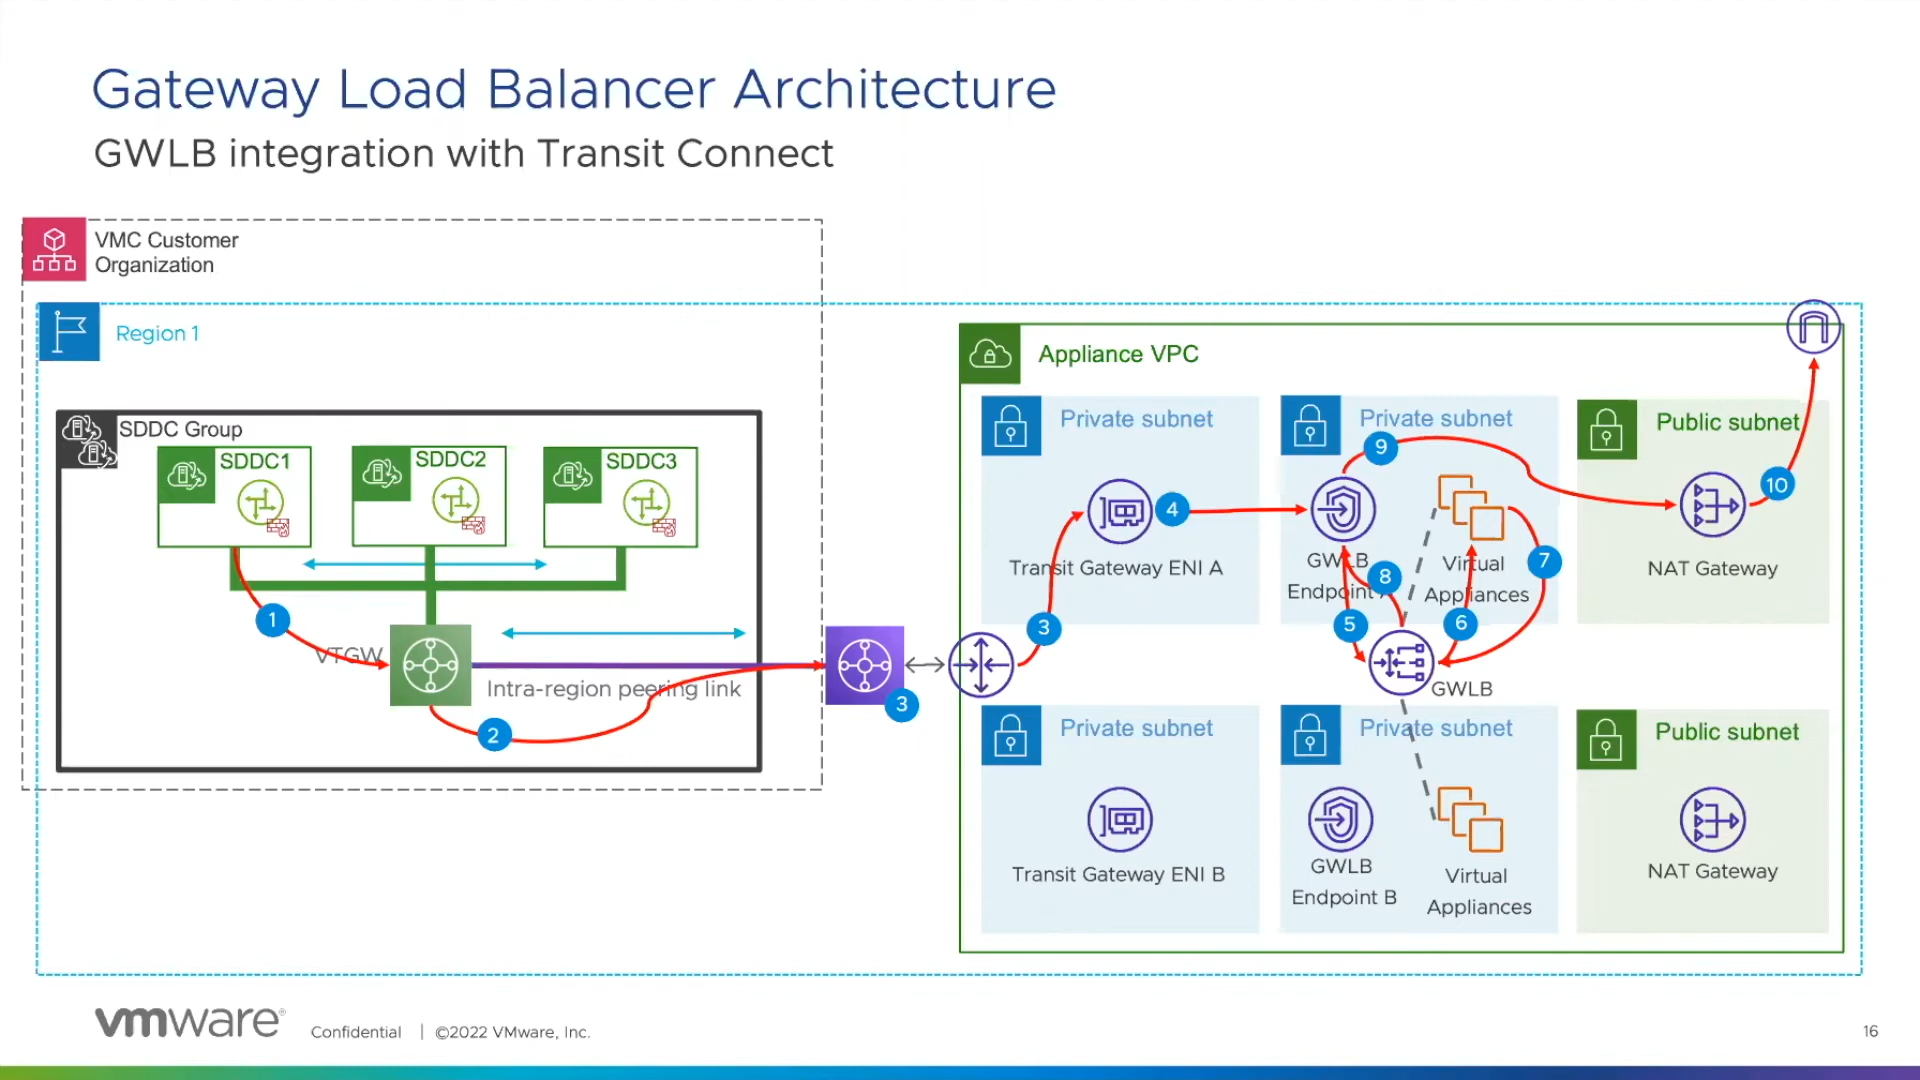 Gateway Load Balancer Architecture
GWLB integration with Transit Connect
VMC Customer
Organization
Region 1
SDDC Group
SDDC1
SDDC2
SDDC3
1
VTGW
Intra-region peering link
2
3
Appliance VPC
Private subnet
Transit Gateway ENI A
3
4
Private subnet
9
GWLB
Endpoint A
Virtual
Appliances
5
8
6
7
GWLB
Public subnet
NAT Gateway
10
Private subnet
Transit Gateway ENI B
Private subnet
GWLB
Endpoint B
Virtual
Appliances
Public subnet
NAT Gateway
vmware®
Confidential | ©2022 VMware, Inc.
16